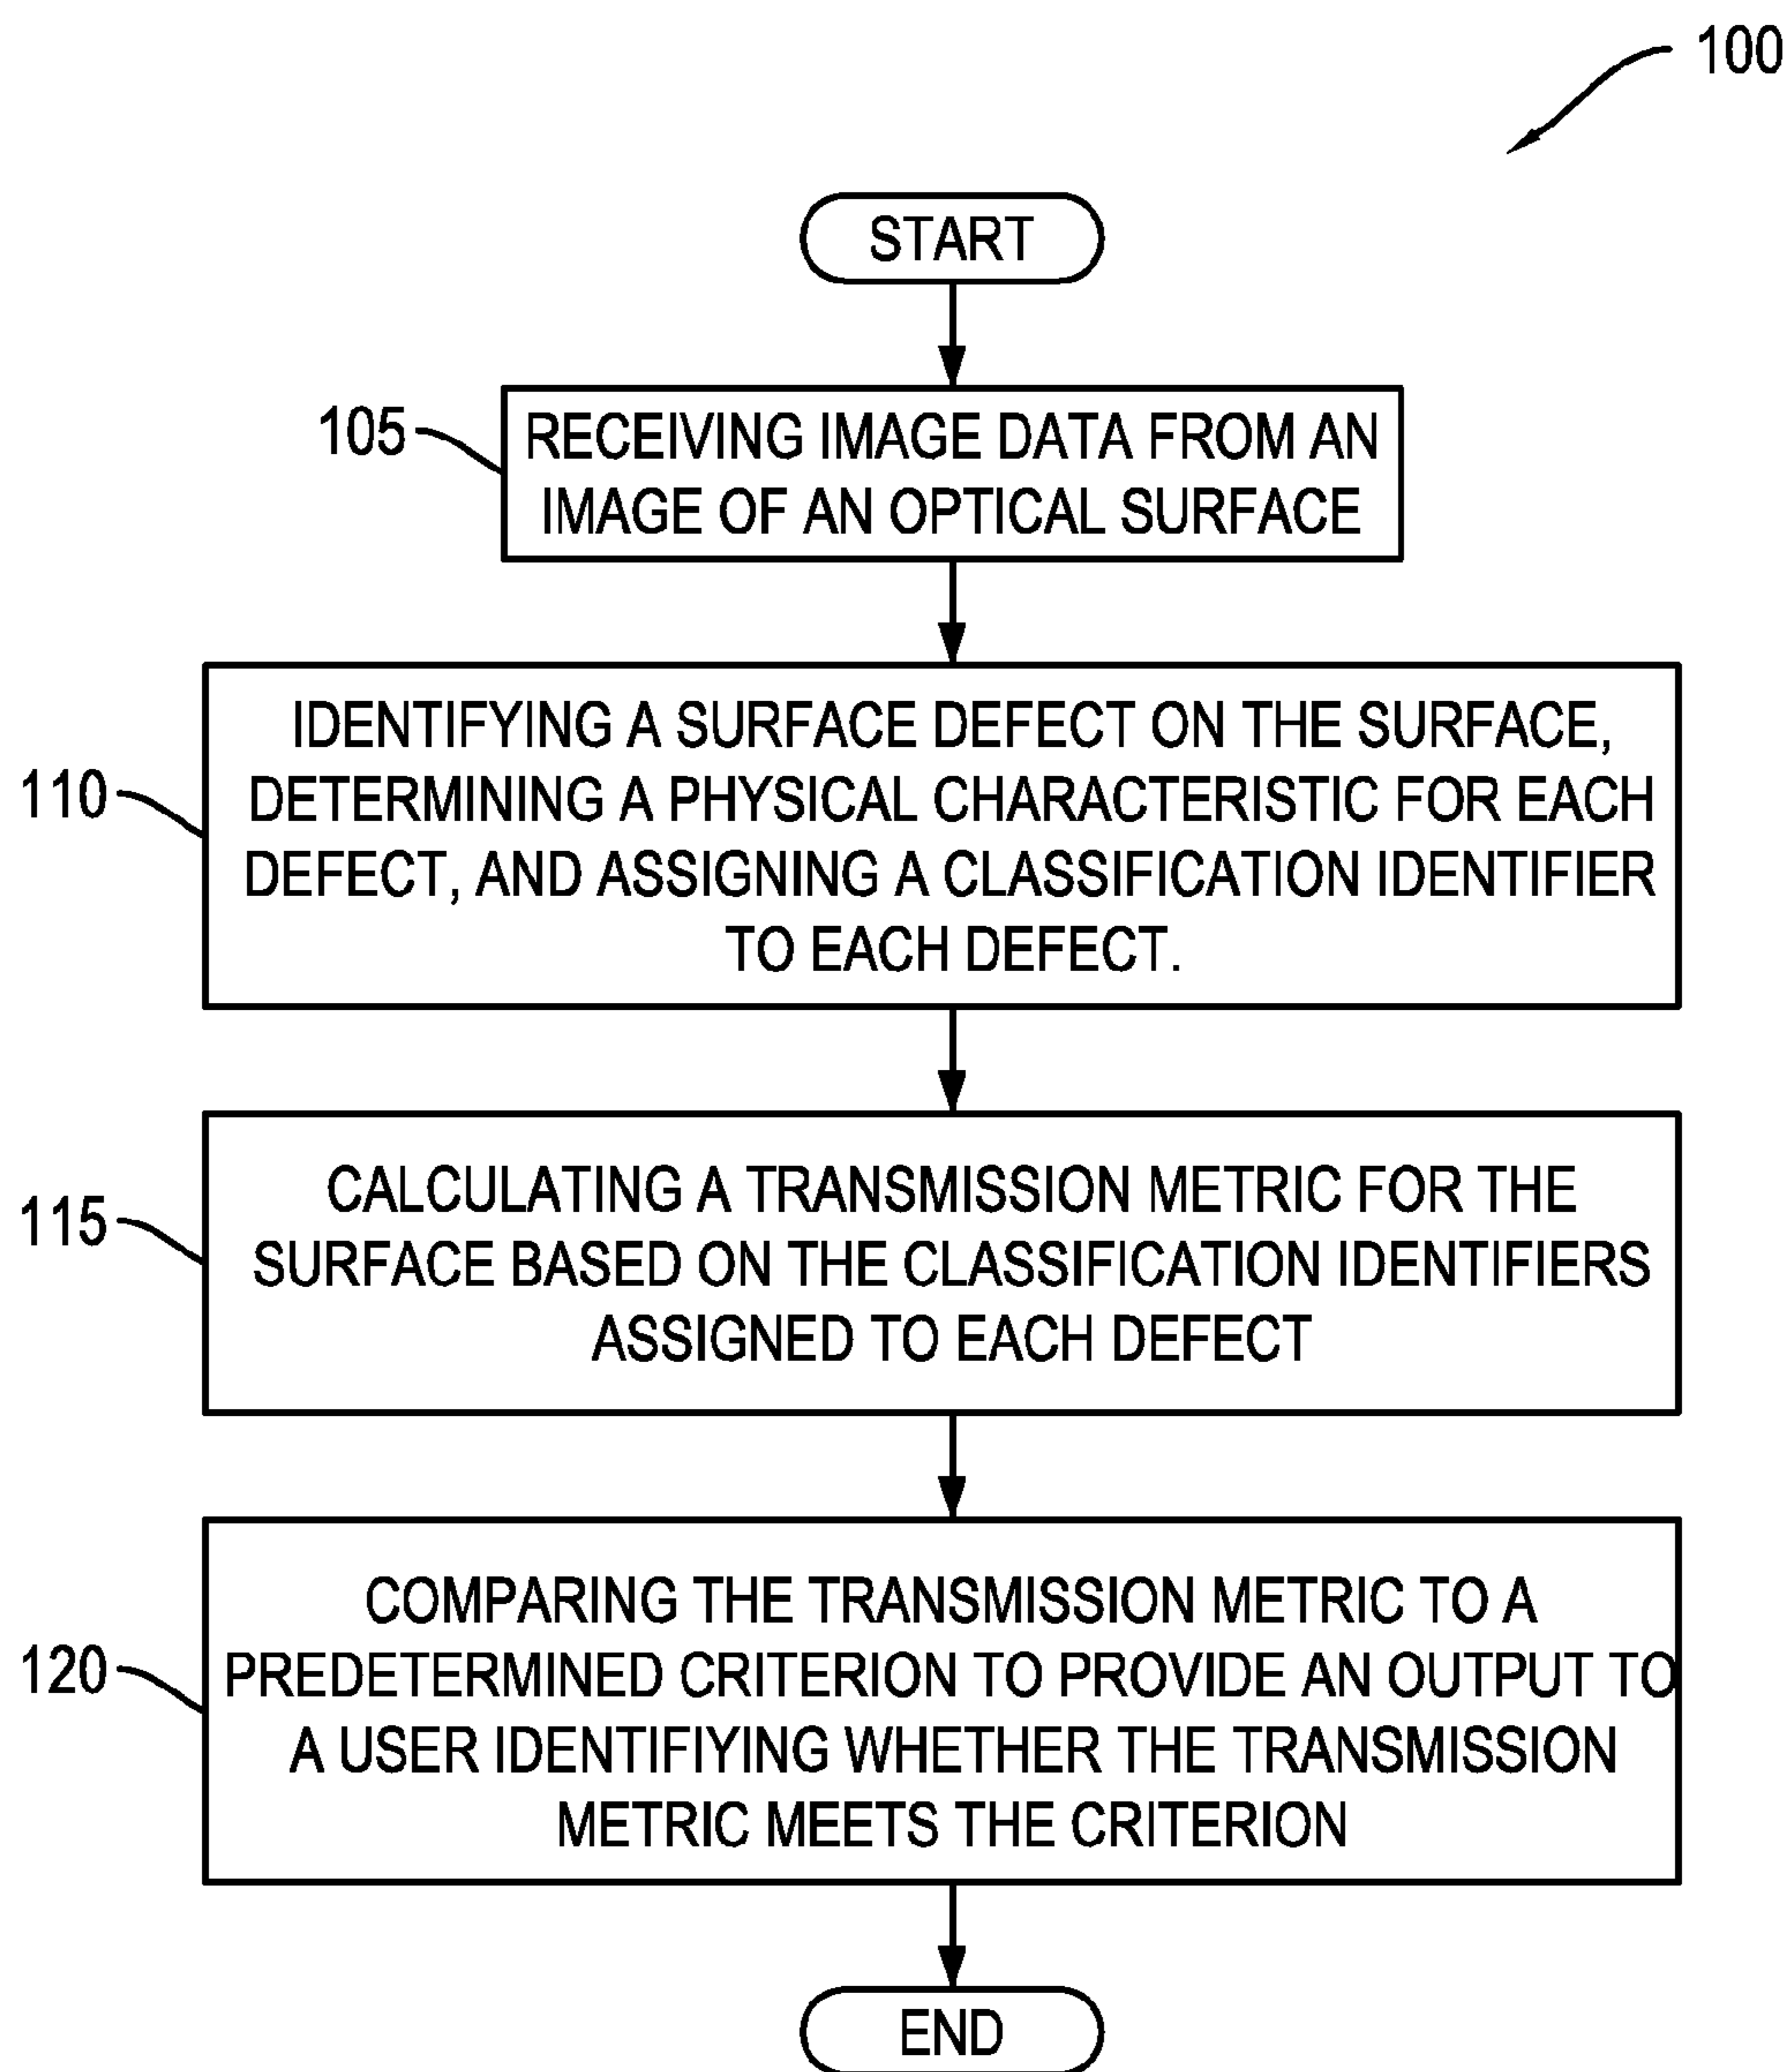 100
START
105
RECEIVING IMAGE DATA FROM AN
IMAGE OF AN OPTICAL SURFACE
110
IDENTIFYING A SURFACE DEFECT ON THE SURFACE,
DETERMINING A PHYSICAL CHARACTERISTIC FOR EACH
DEFECT, AND ASSIGNING A CLASSIFICATION IDENTIFIER
TO EACH DEFECT.
115
CALCULATING A TRANSMISSION METRIC FOR THE
SURFACE BASED ON THE CLASSIFICATION IDENTIFIERS
ASSIGNED TO EACH DEFECT
120
COMPARING THE TRANSMISSION METRIC TO A
PREDETERMINED CRITERION TO PROVIDE AN OUTPUT TO
A USER IDENTIFIYING WHETHER THE TRANSMISSION
METRIC MEETS THE CRITERION
END